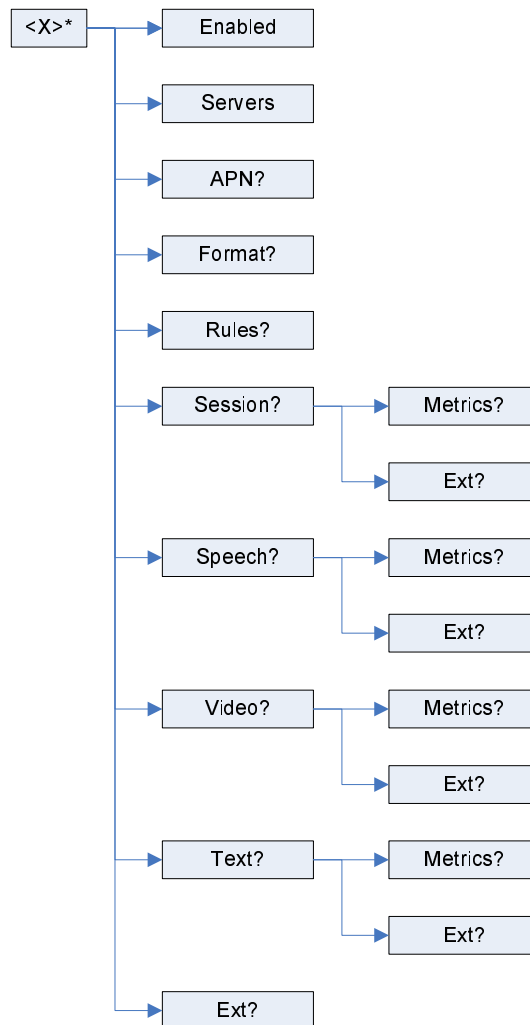 <X>*
Enabled
Servers
APN?
Format?
Rules?
Session?
Metrics?
Ext?
Speech?
Metrics?
Ext?
Video?
Metrics?
Ext?
Text?
Metrics?
Ext?
Ext?